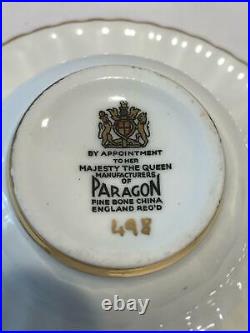 BY APPOINTMENT
TO HER
MAJESTY THE QUEEN
MANUFACTURERS
OF
PARAGON
FINE BONE CHINA
ENGLAND REG'D
498